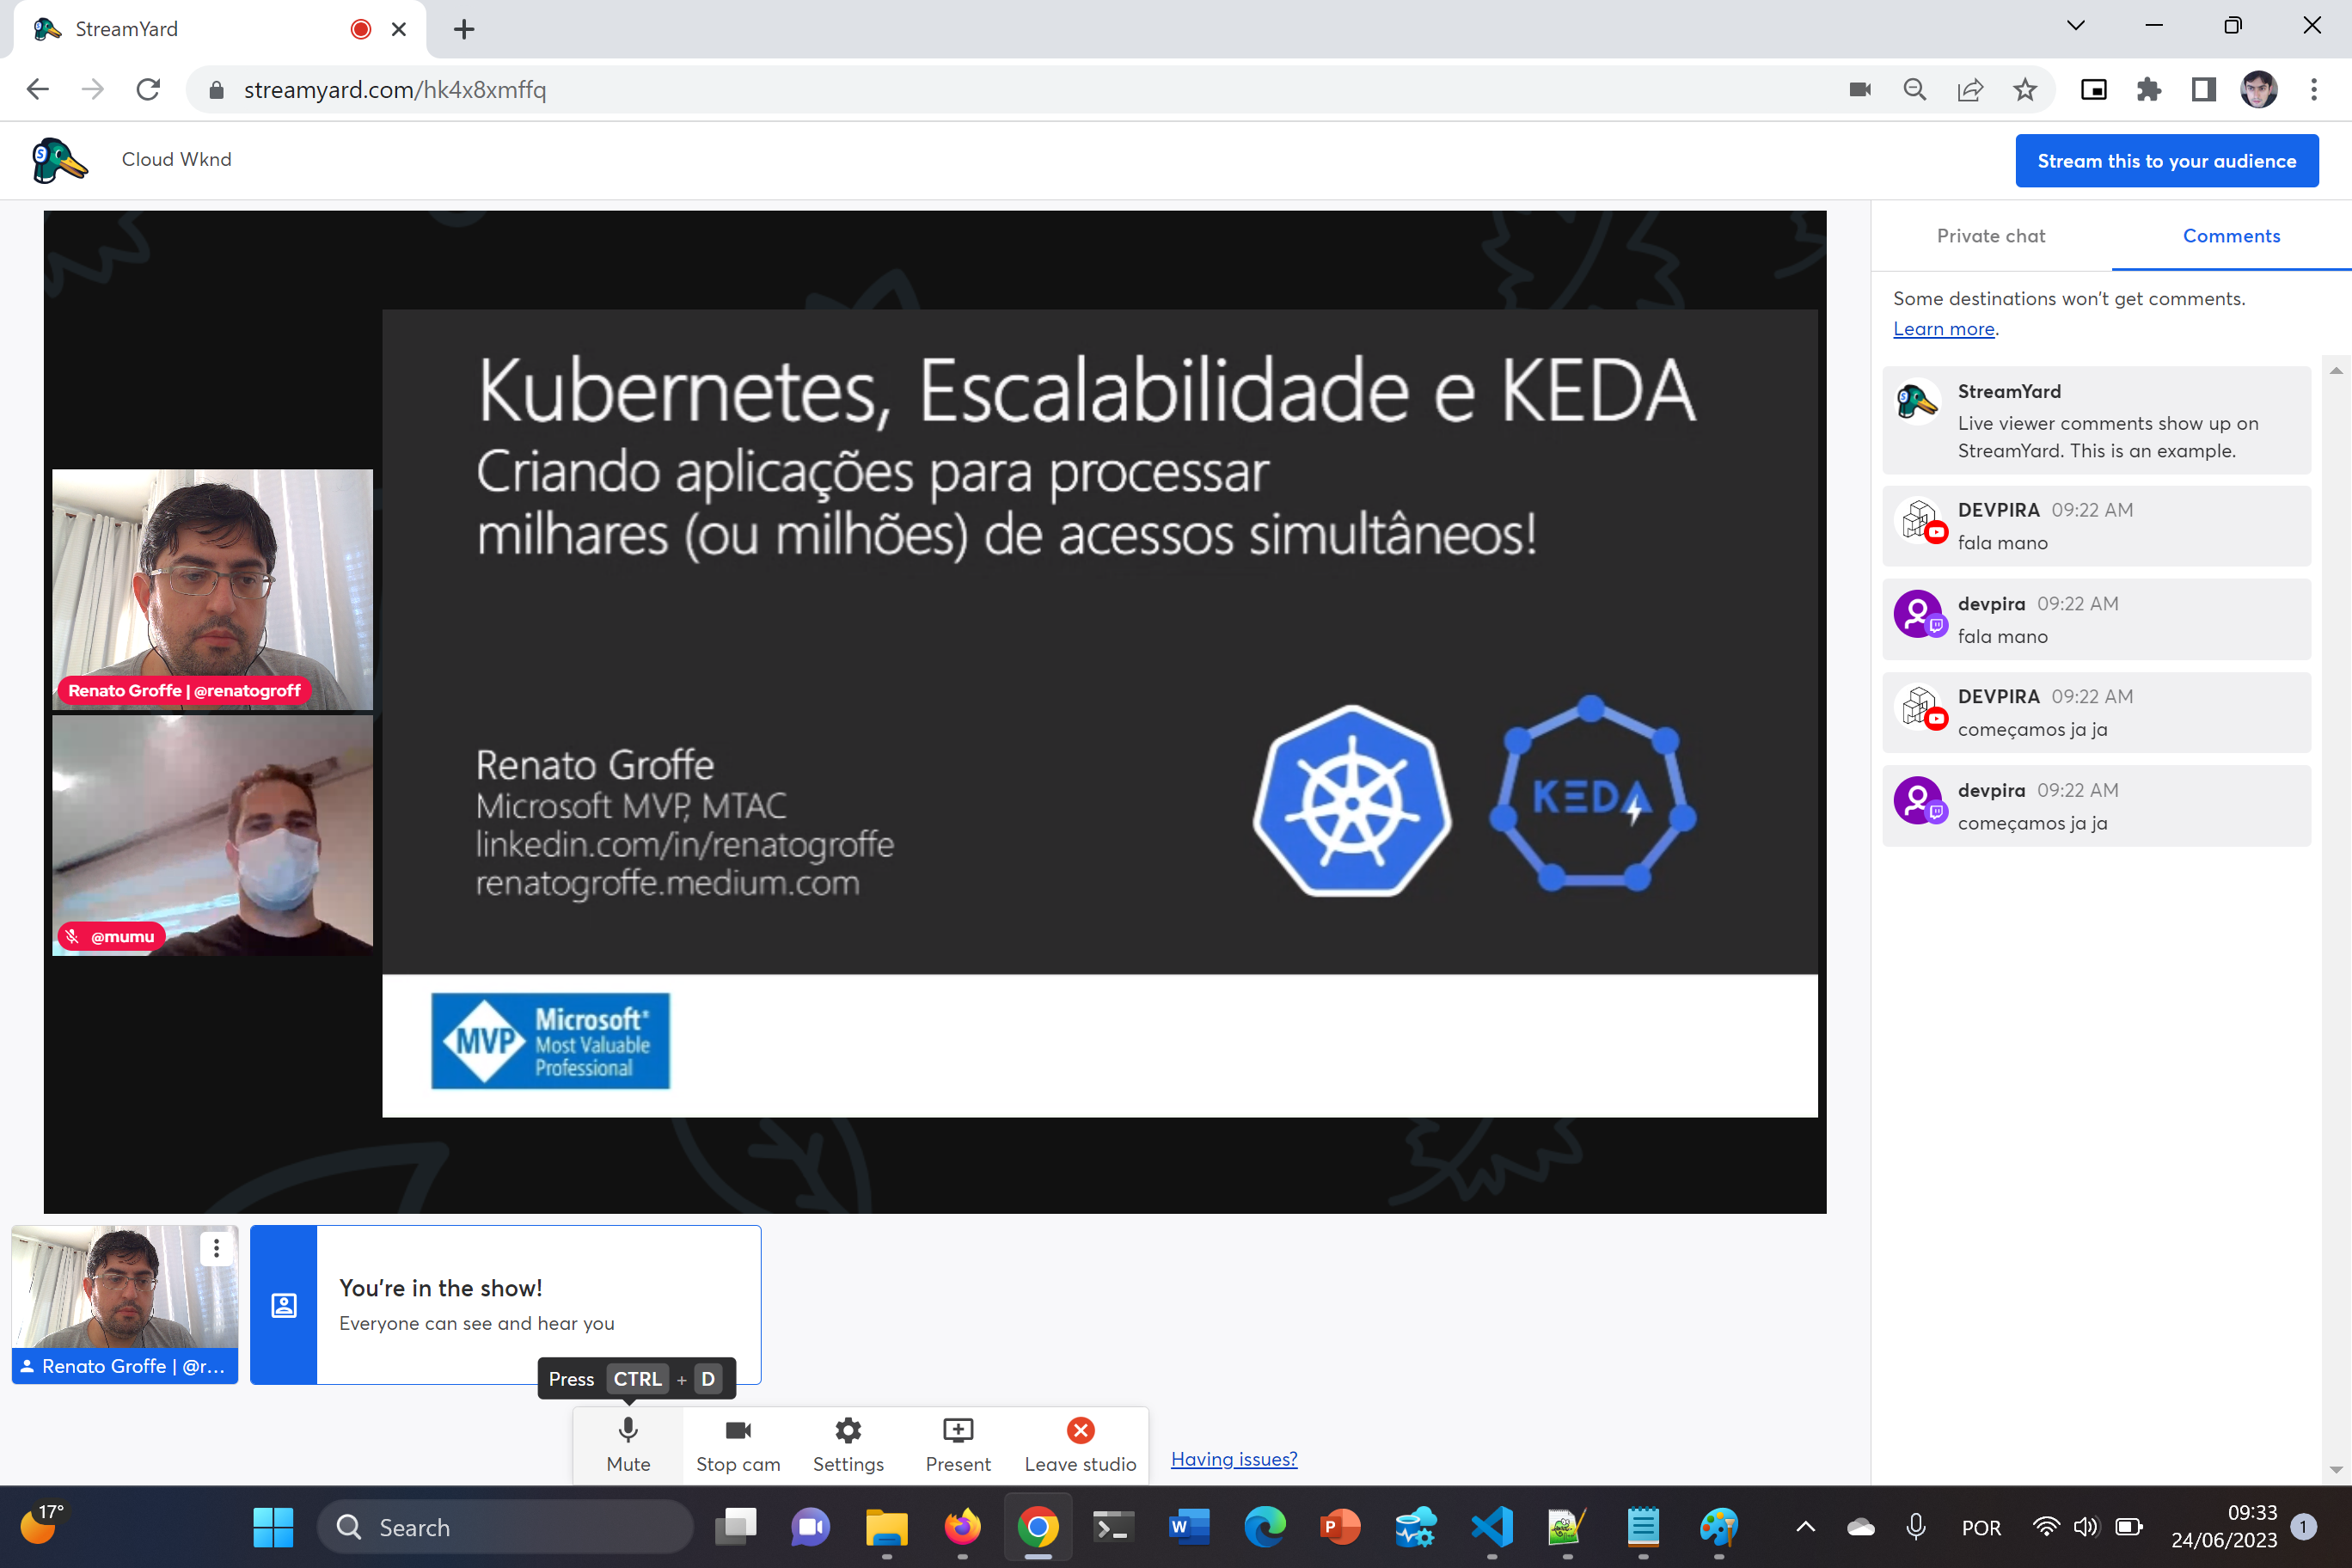 StreamYard
streamyard.com/hk4x8xmffq
Cloud Wknd
Stream this to your audience
Kubernetes, Escalabilidade e KEDA
Criando aplicações para processar
milhares (ou milhões) de acessos simultâneos!
Renato Groffe
Microsoft MVP, MTAC
linkedin.com/in/renatogroffe
renatogroffe.medium.com
KEDA
MVP
Microsoft®
Most Valuable
Professional
Renato Groffe | @renatogroff
@mumu
Private chat
Comments
Some destinations won't get comments.
Learn more.
StreamYard
Live viewer comments show up on
StreamYard. This is an example.
DEVPIRA 09:22 AM
fala mano
devpira 09:22 AM
fala mano
DEVPIRA 09:22 AM
começamos ja ja
devpira 09:22 AM
começamos ja ja
Renato Groffe | @r...
You're in the show!
Everyone can see and hear you
Press CTRL + D
Mute
Stop cam
Settings
Present
Leave studio
Having issues?
17°
Search
POR
09:33
24/06/2023
1